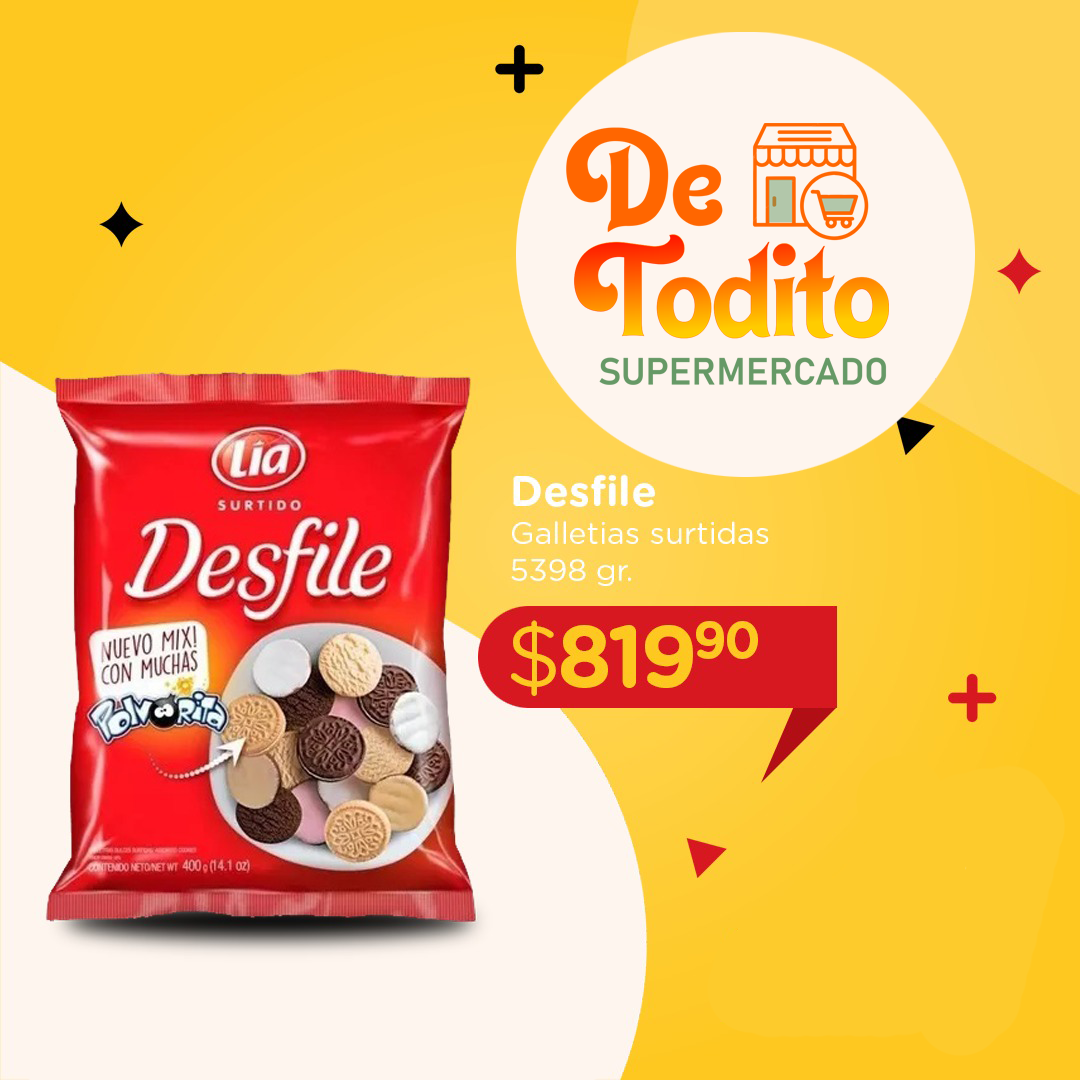 De
Todito
SUPERMERCADO
Lia
SURTIDO
Desfile
NUEVO MIX!
CON MUCHAS
POLVORITA
CONTENIDO NETO/NET WT 400 g (14.1 oz)
Desfile
Galletias surtidas
5398 gr.
$81990